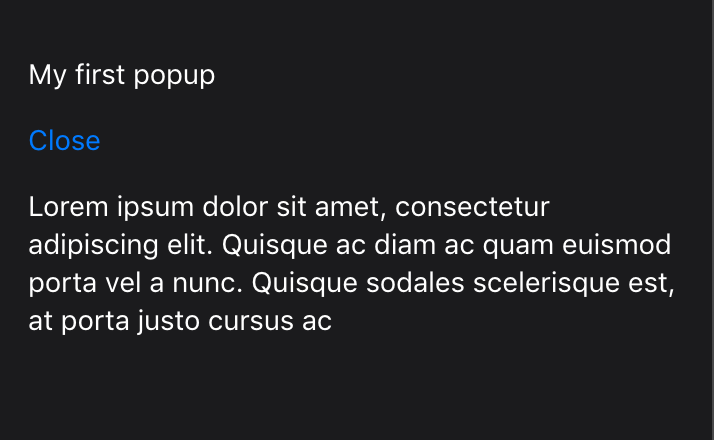 My first popup
Close
Lorem ipsum dolor sit amet, consectetur
adipiscing elit. Quisque ac diam ac quam euismod
porta vel a nunc. Quisque sodales scelerisque est,
at porta justo cursus ac